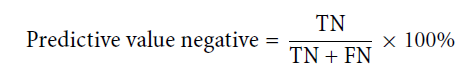 Predictive value negative = TN / TN + FN × 100%